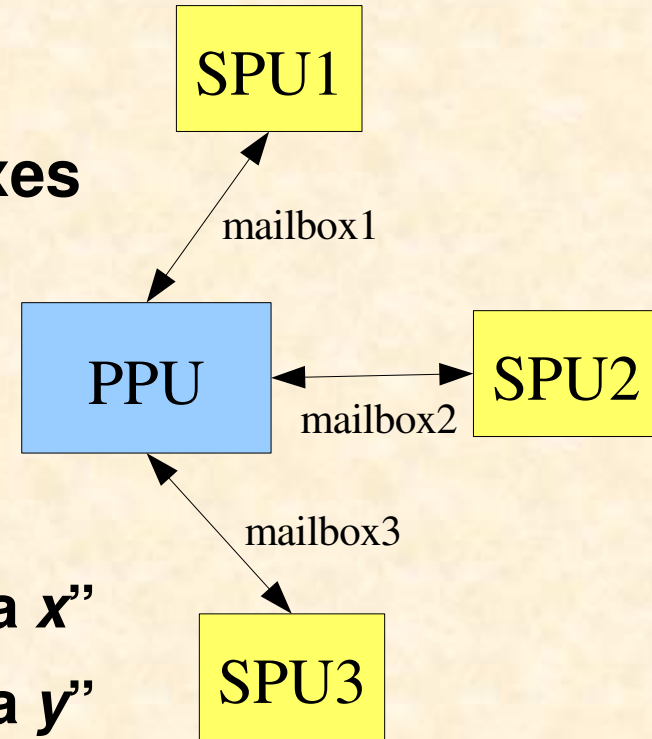 SPU1
xes
mailbox1
PPU
SPU2
mailbox2
mailbox3
a x”
SPU3
a y”